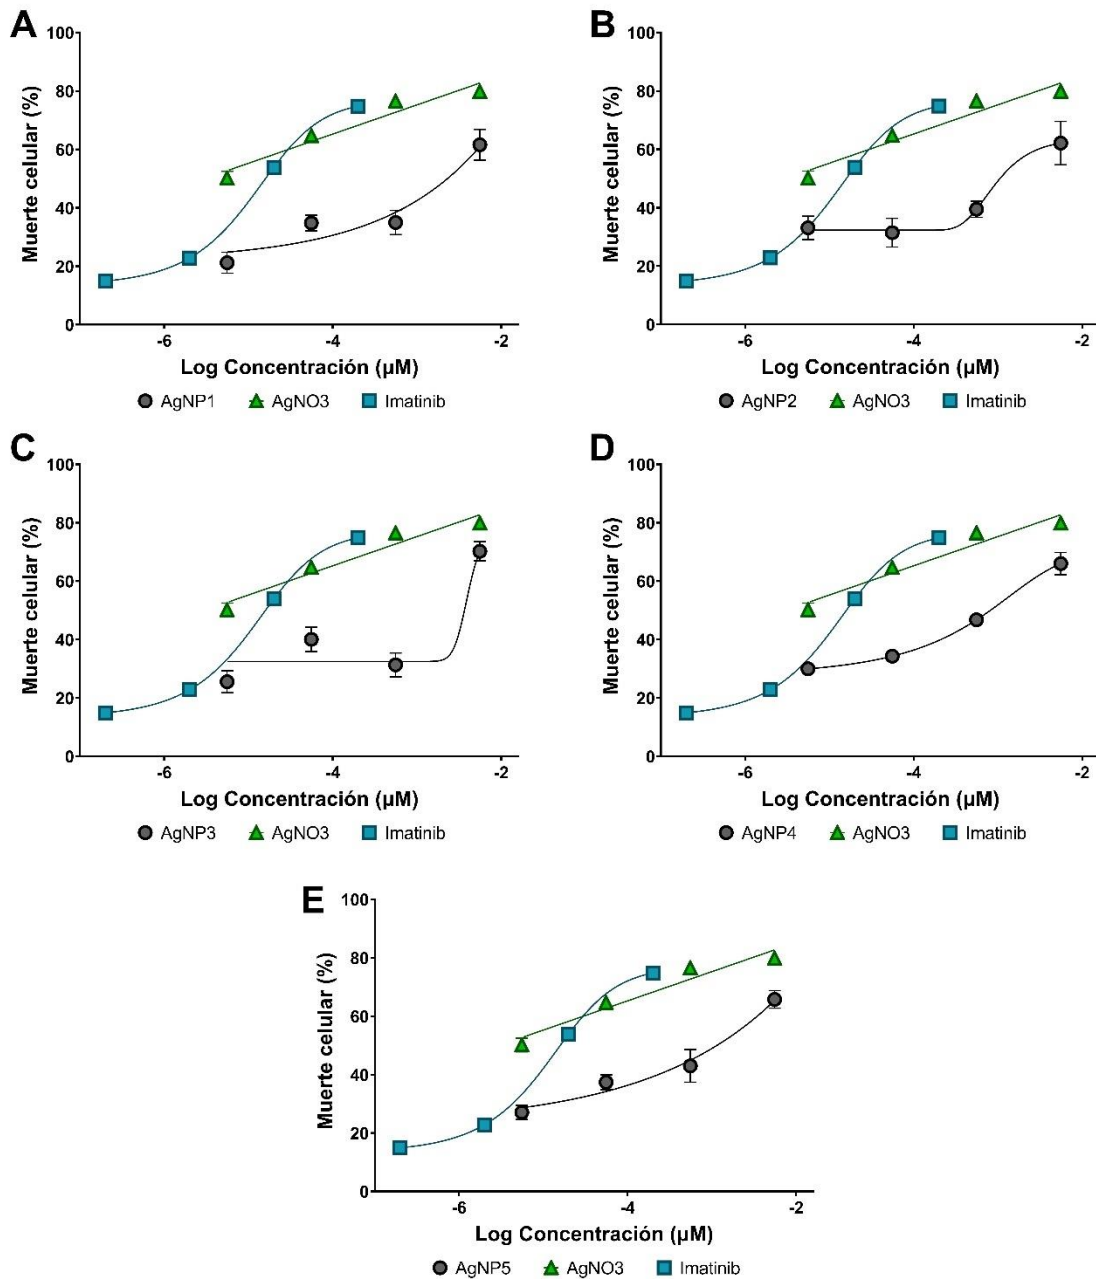 A
Muerte celular (%)
100
80
60
40
20
0
-6 -4 -2
Log Concentración (µM)
AgNP1 AgNO3 Imatinib
B
Muerte celular (%)
100
80
60
40
20
0
-6 -4 -2
Log Concentración (µM)
AgNP2 AgNO3 Imatinib
C
Muerte celular (%)
100
80
60
40
20
0
-6 -4 -2
Log Concentración (µM)
AgNP3 AgNO3 Imatinib
D
Muerte celular (%)
100
80
60
40
20
0
-6 -4 -2
Log Concentración (µM)
AgNP4 AgNO3 Imatinib
E
Muerte celular (%)
100
80
60
40
20
0
-6 -4 -2
Log Concentración (µM)
AgNP5 AgNO3 Imatinib